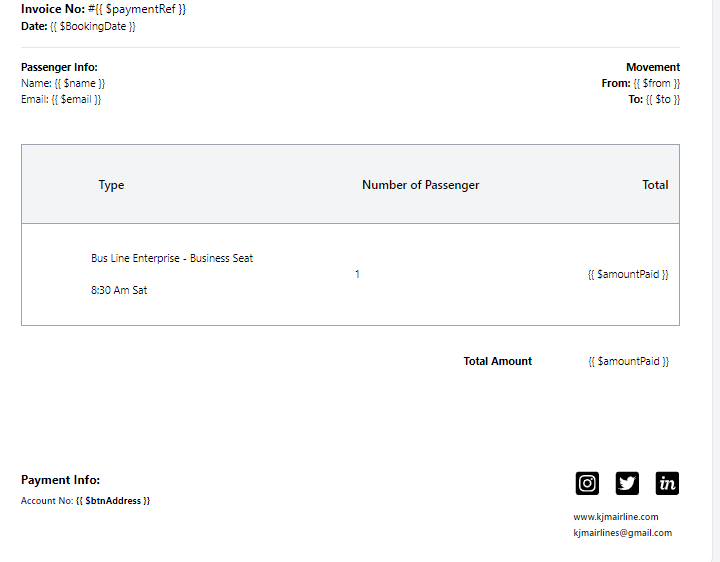 Invoice No: #{{ $paymentRef }}
Date: {{ $BookingDate }}
Passenger Info:
Name: {{ $name }}
Email: {{ $email }}
Movement
From: {{ $from }}
To: {{ $to }}
Type Number of Passenger Total
Bus Line Enterprise - Business Seat
8:30 Am Sat
1
{{ $amountPaid }}
Total Amount {{ $amountPaid }}
Payment Info:
Account No: {{ $btnAddress }}
in
www.kjmairline.com
kjmairlines@gmail.com